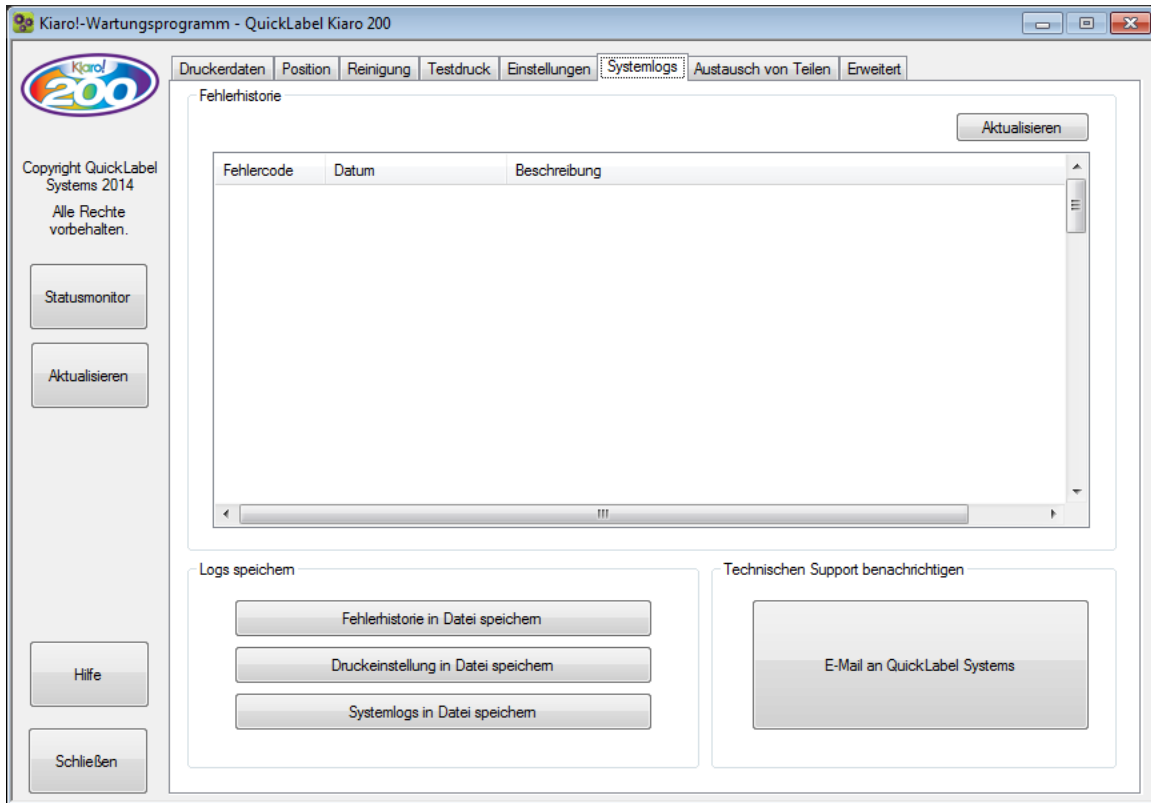 Kiaro!-Wartungsprogramm - QuickLabel Kiaro 200
Kiaro!
200
Copyright QuickLabel
Systems 2014
Alle Rechte
vorbehalten.
Statusmonitor
Aktualisieren
Hilfe
Schließen
Druckerdaten Position Reinigung Testdruck Einstellungen Systemlogs Austausch von Teilen Erweitert
Fehlerhistorie
Aktualisieren
Fehlercode Datum Beschreibung
Logs speichern
Fehlerhistorie in Datei speichern
Druckeinstellung in Datei speichern
Systemlogs in Datei speichern
Technischen Support benachrichtigen
E-Mail an QuickLabel Systems